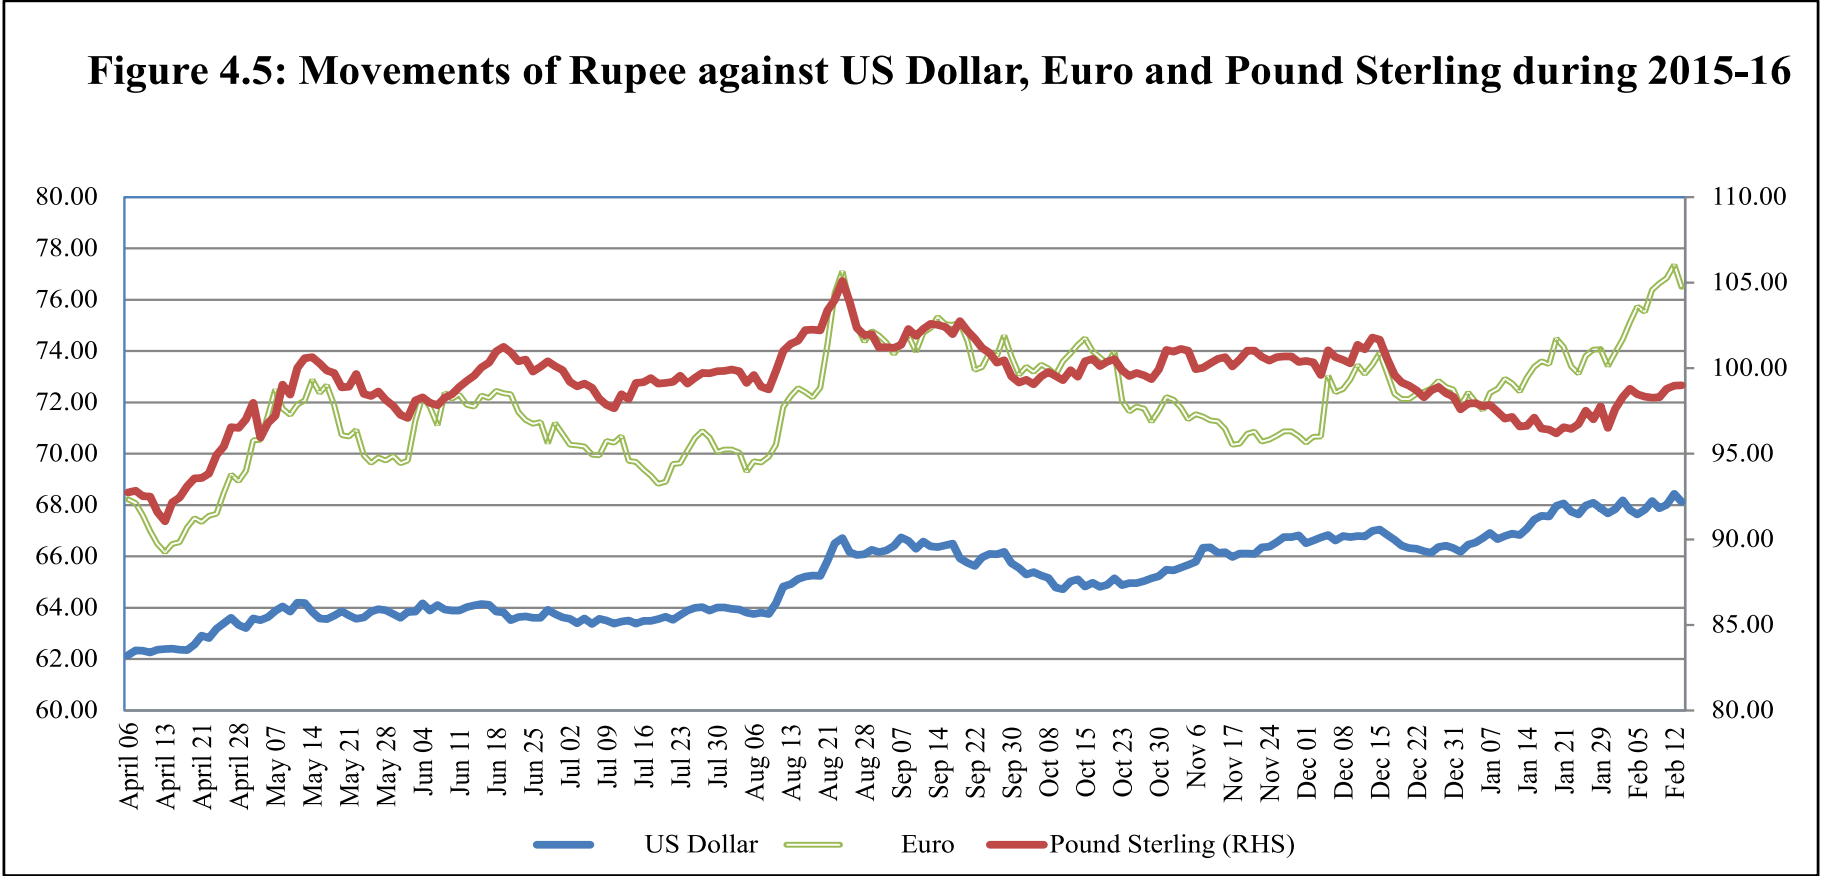 Figure 4.5: Movements of Rupee against US Dollar, Euro and Pound Sterling during 2015-16
80.00
78.00
76.00
74.00
72.00
70.00
68.00
66.00
64.00
62.00
60.00
110.00
105.00
100.00
95.00
90.00
85.00
80.00
April 06
April 13
April 21
April 28
May 07
May 14
May 21
May 28
Jun 04
Jun 11
Jun 18
Jun 25
Jul 02
Jul 09
Jul 16
Jul 23
Jul 30
Aug 06
Aug 13
Aug 21
Aug 28
Sep 07
Sep 14
Sep 22
Sep 30
Oct 08
Oct 15
Oct 23
Oct 30
Nov 6
Nov 17
Nov 24
Dec 01
Dec 08
Dec 15
Dec 22
Dec 31
Jan 07
Jan 14
Jan 21
Jan 29
Feb 05
Feb 12
US Dollar
Euro
Pound Sterling (RHS)